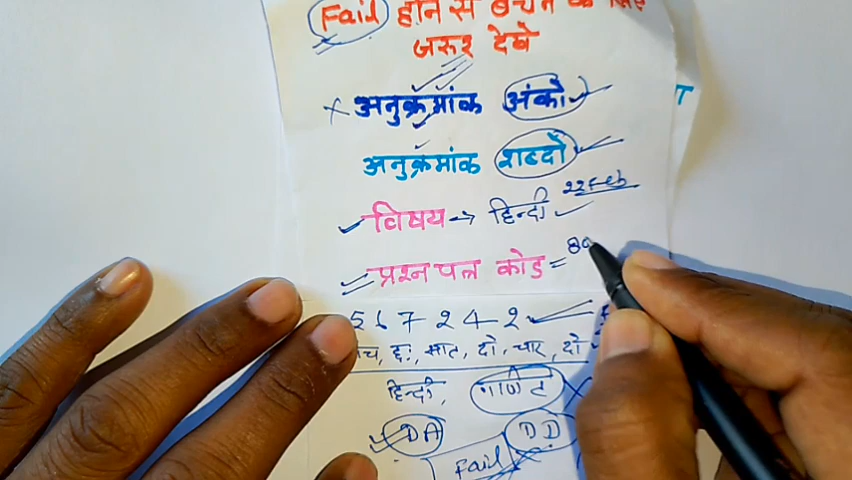 Fail होने से बचने के लिए
जरूर देखे
अनुक्रमांक अंको
अनुक्रमांक शब्दों
22 Feb
विषय → हिन्दी
प्रश्न पत्र कोड =
5 6 7 2 4 2
छः, सात, दो, चार, दो
हिन्दी, गणित
DA DD
Fail